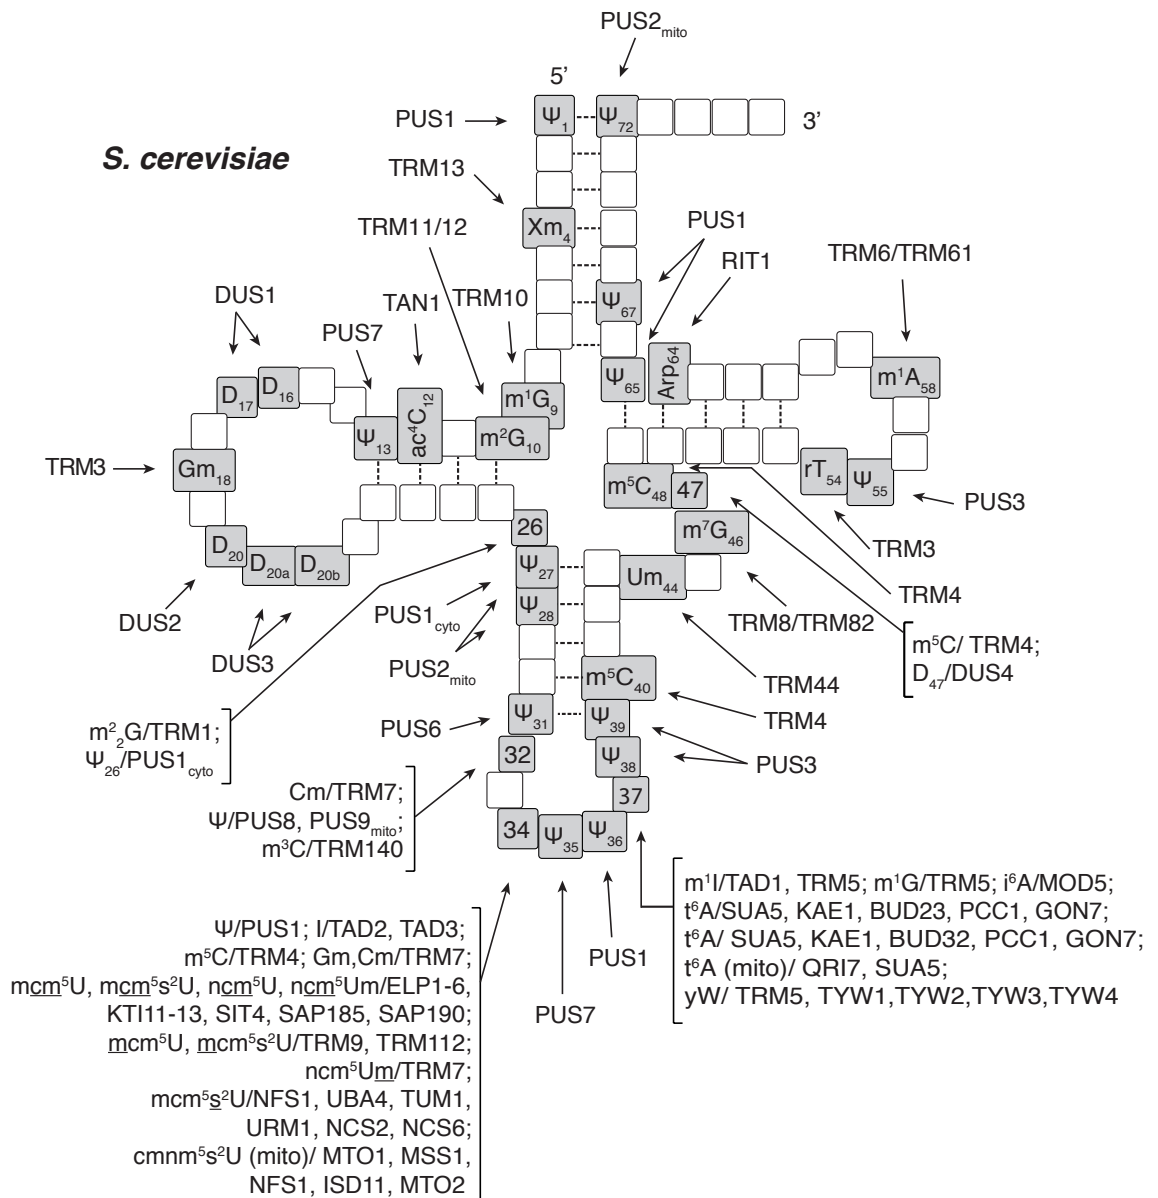 PUS2mito
5’
PUS1
Ψ1
Ψ72
3’
S. cerevisiae
TRM13
Xm4
TRM11/12
PUS1
RIT1
TRM6/TRM61
DUS1
TAN1
TRM10
Ψ67
PUS7
D17
D16
Ψ65
Arp64
m¹A58
m¹G9
ac⁴C12
Ψ13
m²G10
TRM3
Gm18
m⁵C48
47
rT54
Ψ55
PUS3
26
m⁷G46
TRM3
D20
D20a
D20b
Ψ27
Um44
DUS2
PUS1cyto
Ψ28
TRM8/TRM82
TRM4
DUS3
PUS2mito
m⁵C/ TRM4;
D47/DUS4
m⁵C40
TRM44
TRM4
PUS6
Ψ31
Ψ39
m²2G/TRM1;
Ψ26/PUS1cyto
32
Ψ38
PUS3
Cm/TRM7;
Ψ/PUS8, PUS9mito;
m³C/TRM140
37
34
Ψ35
Ψ36
m¹I/TAD1, TRM5; m¹G/TRM5; i⁶A/MOD5;
t⁶A/SUA5, KAE1, BUD23, PCC1, GON7;
t⁶A/ SUA5, KAE1, BUD32, PCC1, GON7;
t⁶A (mito)/ QRI7, SUA5;
yW/ TRM5, TYW1,TYW2,TYW3,TYW4
PUS1
PUS7
Ψ/PUS1; I/TAD2, TAD3;
m⁵C/TRM4; Gm,Cm/TRM7;
mcm⁵U, mcm⁵s²U, ncm⁵U, ncm⁵Um/ELP1-6,
KTI11-13, SIT4, SAP185, SAP190;
mcm⁵U, mcm⁵s²U/TRM9, TRM112;
ncm⁵Um/TRM7;
mcm⁵s²U/NFS1, UBA4, TUM1,
URM1, NCS2, NCS6;
cmnm⁵s²U (mito)/ MTO1, MSS1,
NFS1, ISD11, MTO2